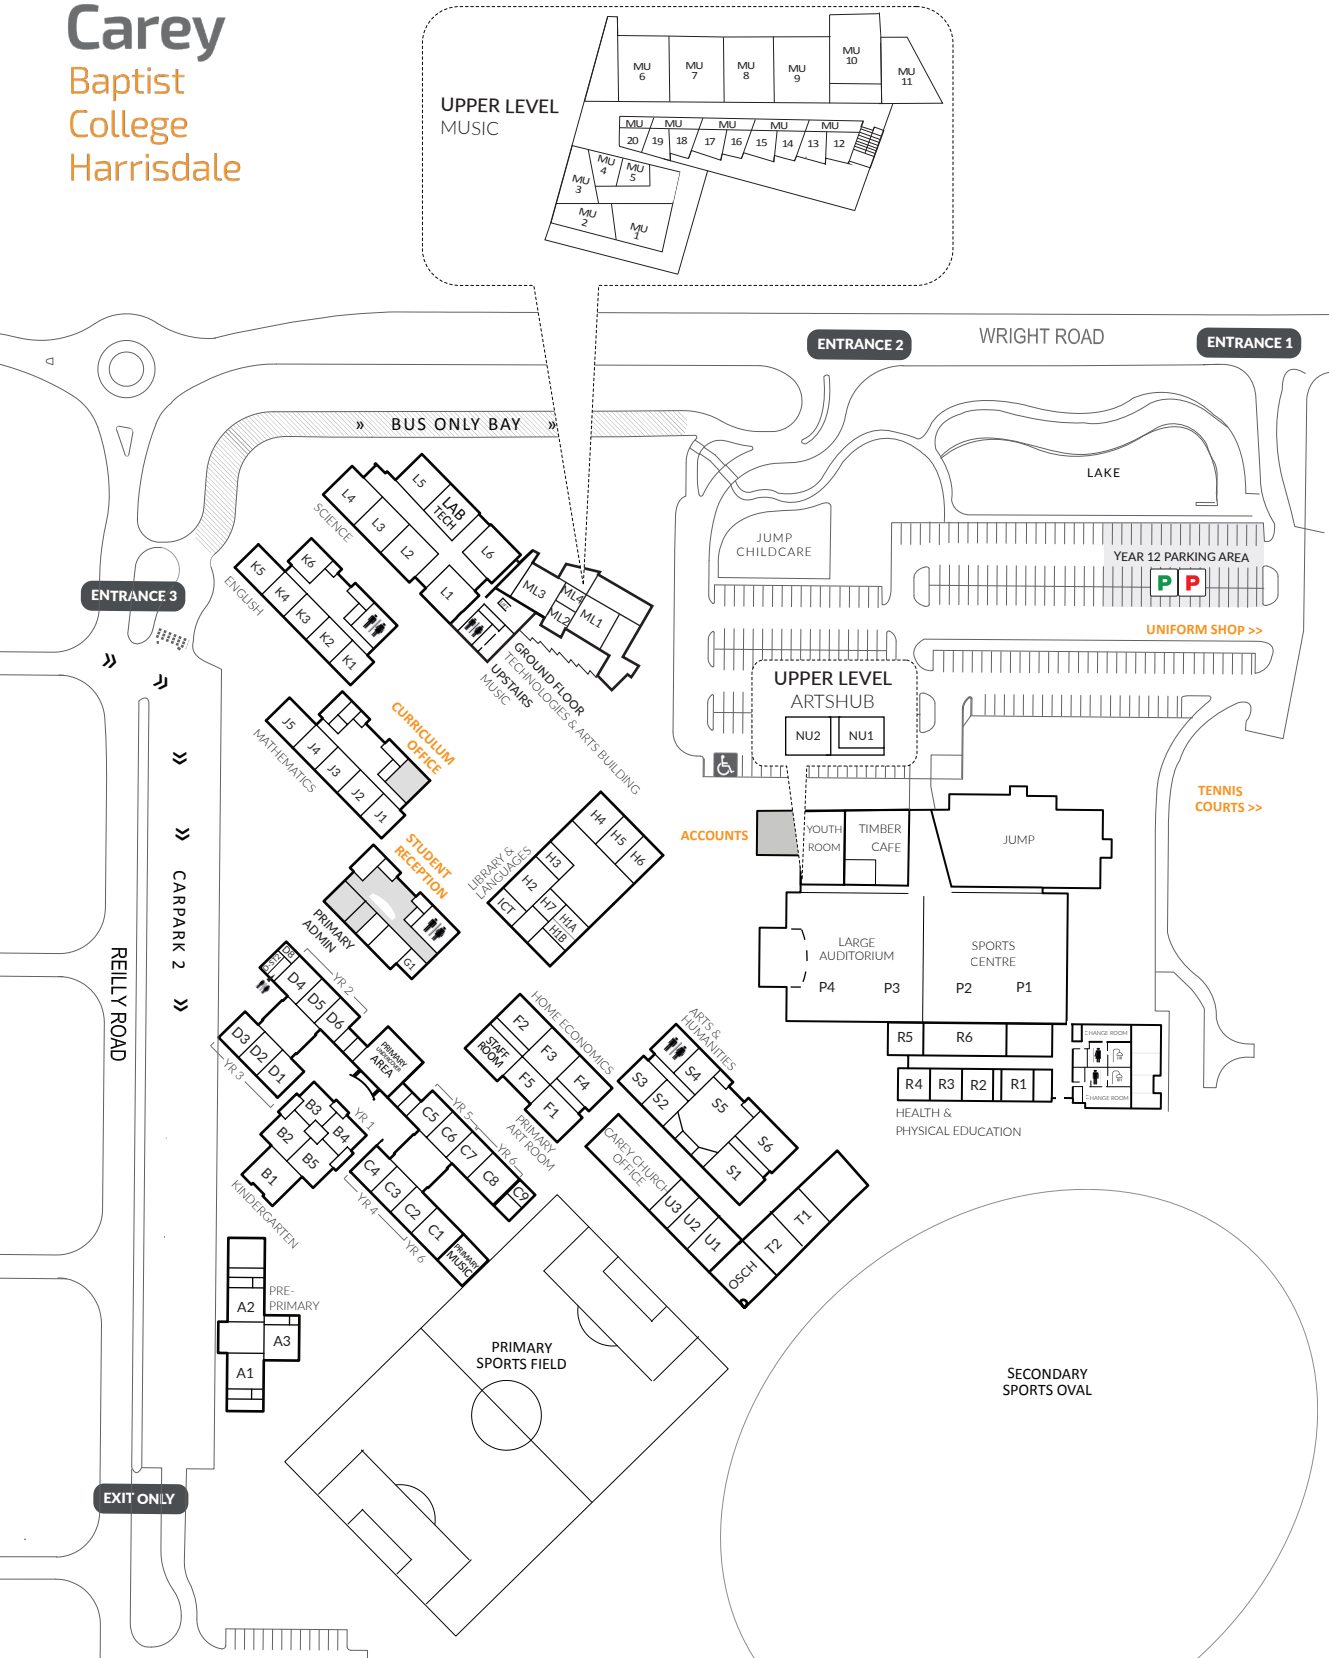 Carey
Baptist
College
Harrisdale
UPPER LEVEL
MUSIC
MU
6
MU
7
MU
8
MU
9
MU
10
MU
11
MU MU MU MU MU
20 19 18 17 16 15 14 13 12
MU
4
MU
5
MU
3
MU
2
MU
1
WRIGHT ROAD
ENTRANCE 2
ENTRANCE 1
» BUS ONLY BAY »
LAKE
JUMP
CHILDCARE
YEAR 12 PARKING AREA
P P
UNIFORM SHOP >>
ENTRANCE 3
SCIENCE
L5
LAB
TECH
L4
L3
L2
L6
L1
ENGLISH
K6
K5
K4
K3
K2
K1
ML3
ML4
ML2
ML1
GROUND FLOOR
TECHNOLOGIES & ARTS BUILDING
UPSTAIRS
MUSIC
UPPER LEVEL
ARTSHUB
NU2
NU1
CURRICULUM
OFFICE
MATHEMATICS
J5
J4
J3
J2
J1
TENNIS
COURTS >>
ACCOUNTS
YOUTH
ROOM
TIMBER
CAFE
JUMP
STUDENT
RECEPTION
PRIMARY
ADMIN
G1
LIBRARY &
LANGUAGES
H4
H5
H6
H3
H2
H7
H1A
H1B
ICT
LARGE
AUDITORIUM
SPORTS
CENTRE
P4
P3
P2
P1
CARPARK 2
REILLY ROAD
D8
D-ST2
D4
D5
D6
YR 2
D3
D2
D1
YR 3
PRIMARY
UNDERCOVER
AREA
HOME ECONOMICS
F2
STAFF
ROOM
F3
F5
F4
F1
PRIMARY
ART ROOM
ARTS &
HUMANITIES
S4
S3
S2
S5
S6
S1
R5
R6
R4
R3
R2
R1
CHANGE ROOM
CHANGE ROOM
HEALTH &
PHYSICAL EDUCATION
B3
B4
B2
B5
B1
YR 1
KINDERGARTEN
C5
C6
C7
C8
C9
YR 5
YR 6
C4
C3
C2
C1
YR 4
YR 6
PRIMARY
MUSIC
CAREY CHURCH
OFFICE
U3
U2
U1
OSCH
T2
T1
A2
PRE-
PRIMARY
A3
A1
PRIMARY
SPORTS FIELD
SECONDARY
SPORTS OVAL
EXIT ONLY